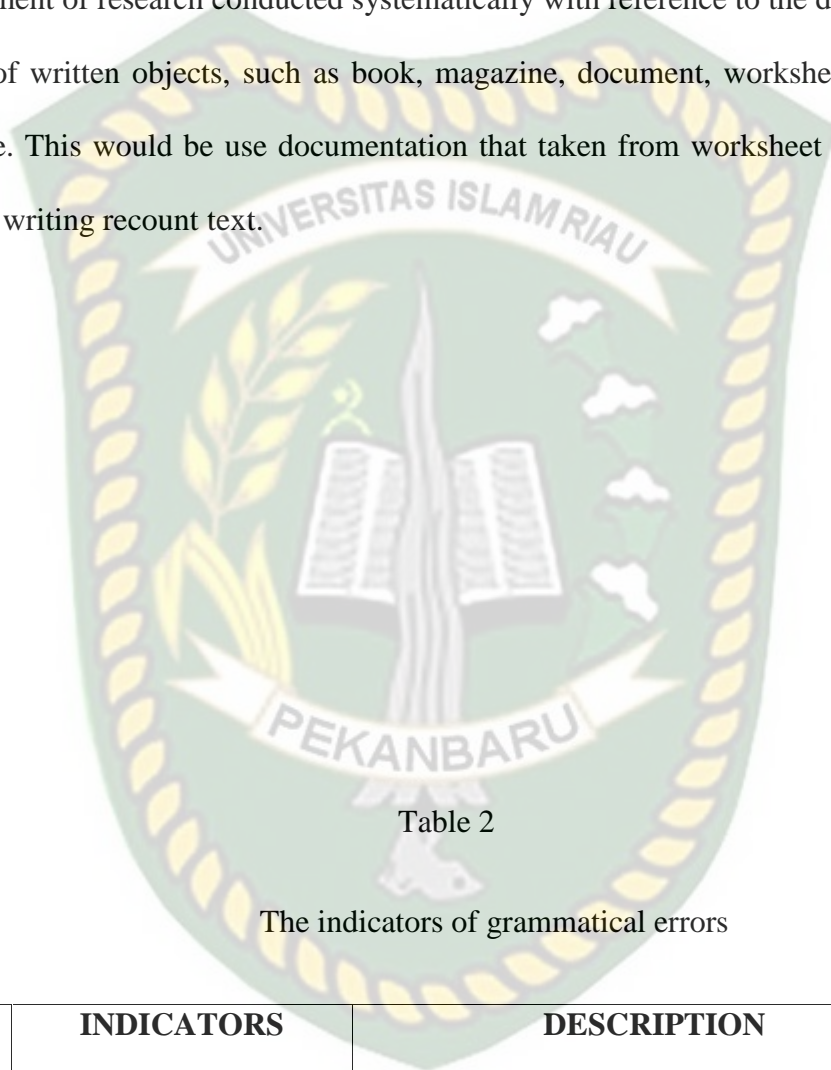 of research conducted systematically with reference to the
of written objects, such as book, magazine, document,
This would be use documentation that taken from worksheet
writing recount text.
UNIVERSITAS ISLAM RIAU
PEKANBARU
Table 2
The indicators of grammatical errors
INDICATORS DESCRIPTION